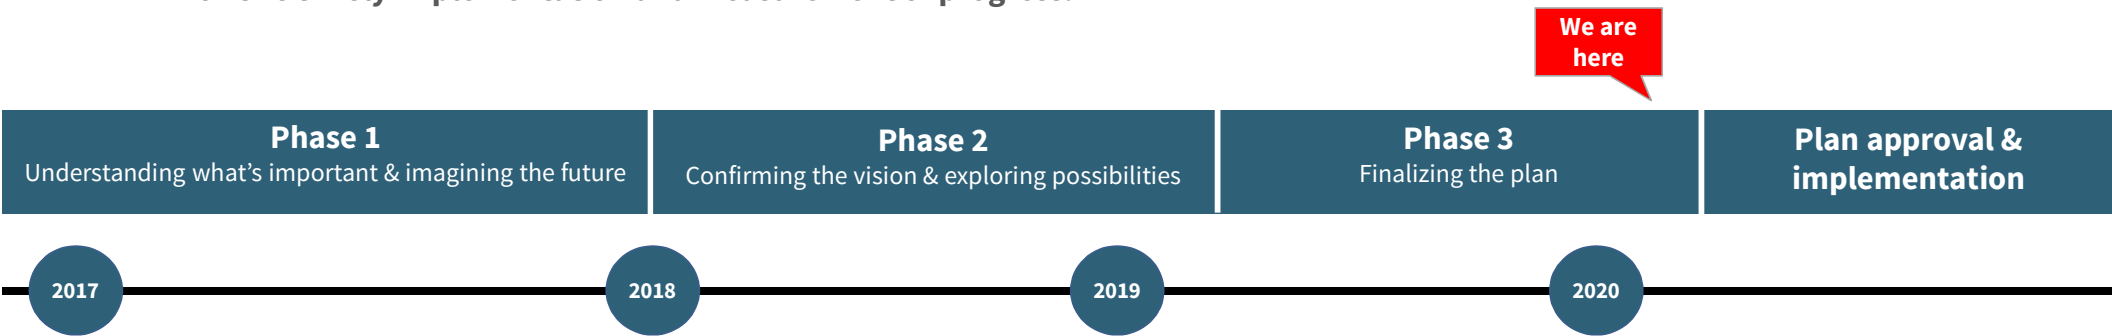 We are
here
Phase 1
Understanding what's important & imagining the future
Phase 2
Confirming the vision & exploring possibilities
Phase 3
Finalizing the plan
Plan approval &
implementation
2017
2018
2019
2020